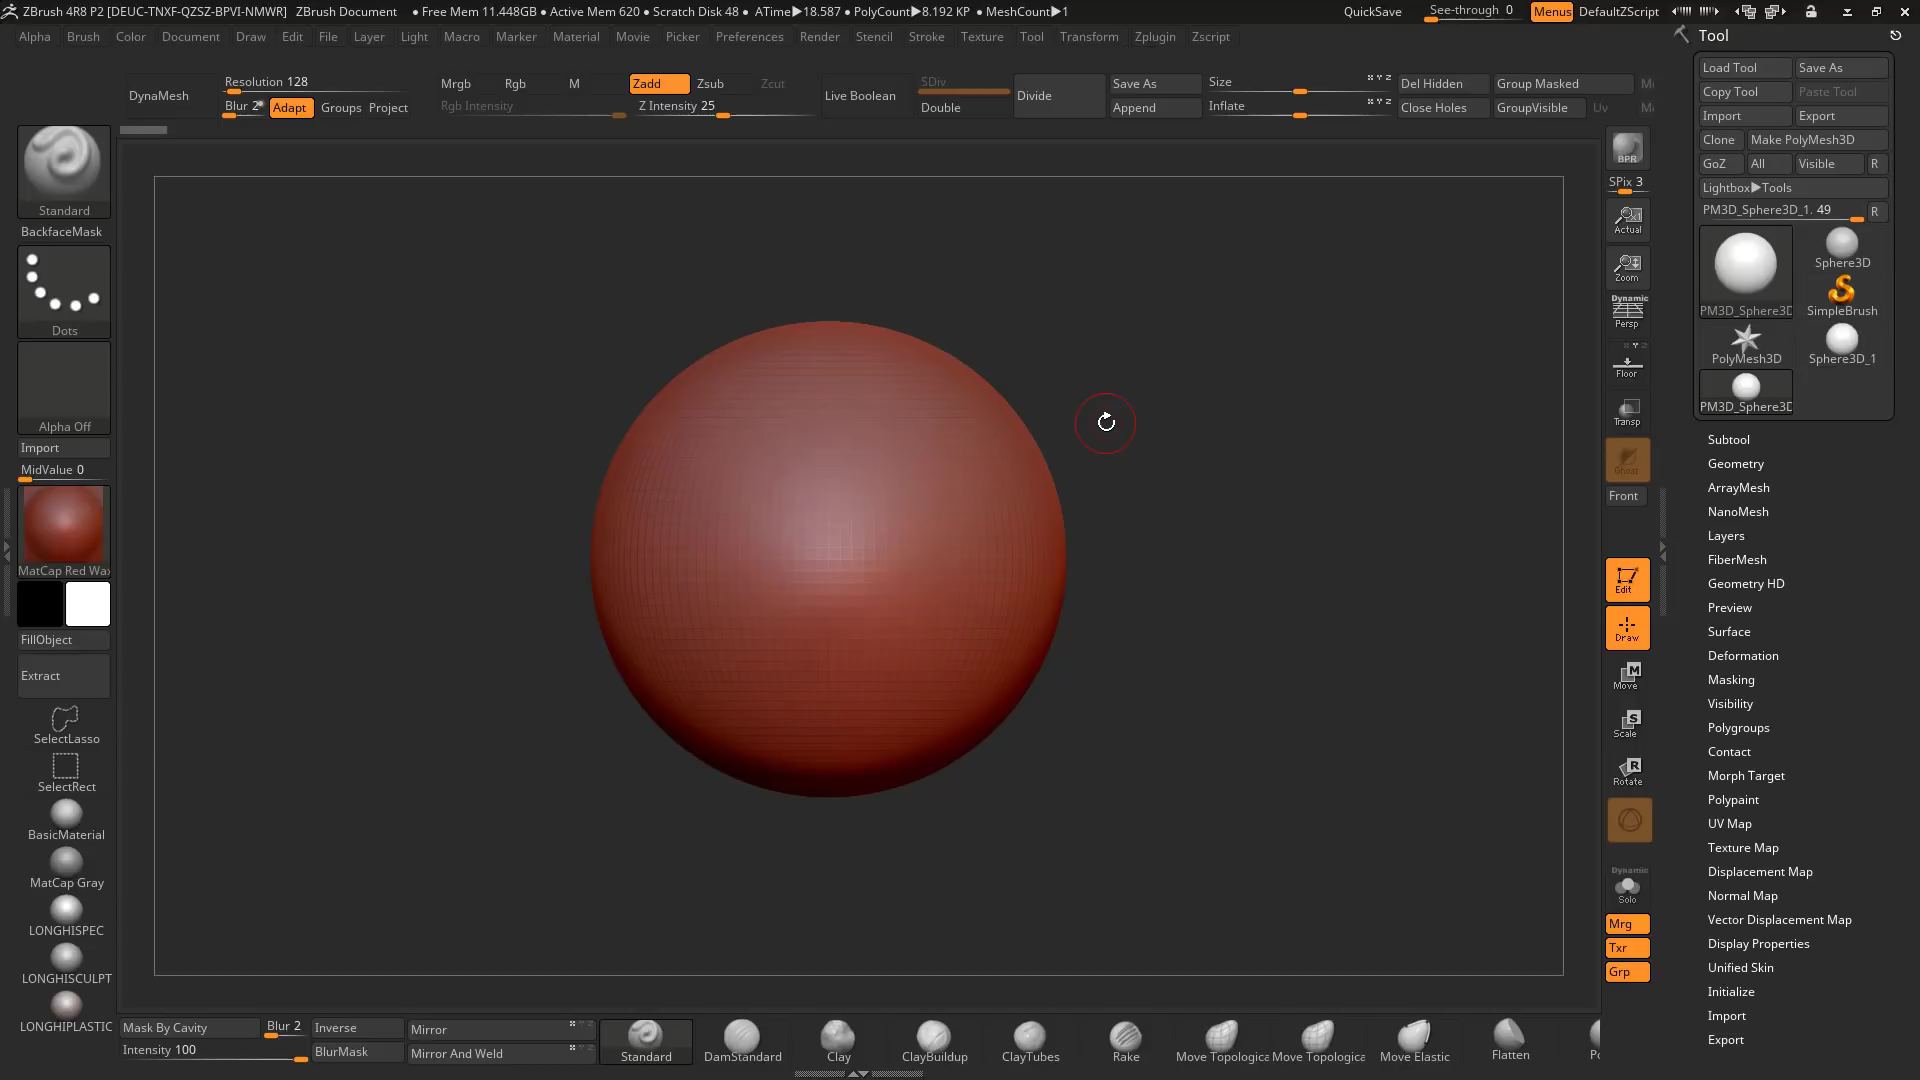 ZBrush 4R8 P2 [DEUC-TNXF-QZSZ-BPVI-NMWR] ZBrush Document • Free Mem 11.448GB • Active Mem 620 • Scratch Disk 48 • ATime▶18.587 • PolyCount▶8.192 KP • MeshCount▶1 QuickSave See-through 0 Menus DefaultZScript
Alpha Brush Color Document Draw Edit File Layer Light Macro Marker Material Movie Picker Preferences Render Stencil Stroke Texture Tool Transform Zplugin Zscript
DynaMesh
Resolution 128
Blur 2 Adapt Groups Project
Mrgb Rgb M Zadd Zsub Zcut
Rgb Intensity Z Intensity 25
Live Boolean
SDiv
Double
Divide
Save As
Append
Size
Inflate
Del Hidden Group Masked
Close Holes GroupVisible Uv
Standard
BackfaceMask
Dots
Alpha Off
Import
MidValue 0
MatCap Red Wa
FillObject
Extract
SelectLasso
SelectRect
BasicMaterial
MatCap Gray
LONGHISPEC
LONGHISCULPT
LONGHIPLASTIC
BPR
SPix 3
Actual
Zoom
Dynamic
Persp
Floor
Transp
Ghost
Front
Edit
Draw
Move
Scale
Rotate
Dynamic
Solo
Mrg
Txr
Grp
Tool
Load Tool Save As
Copy Tool Paste Tool
Import Export
Clone Make PolyMesh3D
GoZ All Visible R
Lightbox▶Tools
PM3D_Sphere3D_1. 49 R
PM3D_Sphere3D
Sphere3D
SimpleBrush
PolyMesh3D
Sphere3D_1
PM3D_Sphere3D
Subtool
Geometry
ArrayMesh
NanoMesh
Layers
FiberMesh
Geometry HD
Preview
Surface
Deformation
Masking
Visibility
Polygroups
Contact
Morph Target
Polypaint
UV Map
Texture Map
Displacement Map
Normal Map
Vector Displacement Map
Display Properties
Unified Skin
Initialize
Import
Export
Mask By Cavity Blur 2 Inverse Mirror
Intensity 100 BlurMask Mirror And Weld
Standard DamStandard Clay ClayBuildup ClayTubes Rake Move Topologica Move Topologica Move Elastic Flatten